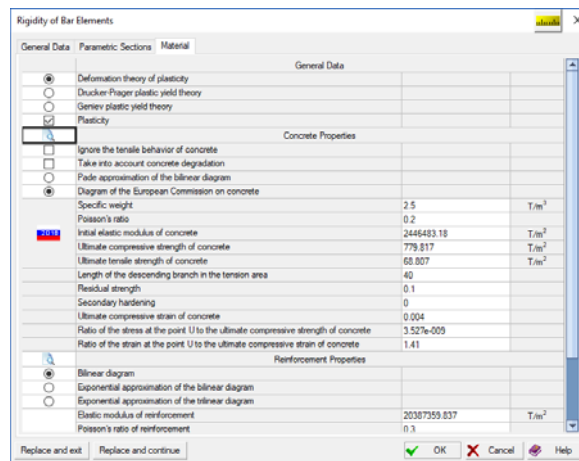 Rigidity of Bar Elements
General Data Parametric Sections Material
General Data
Deformation theory of plasticity
Drucker-Prager plastic yield theory
Geniev plastic yield theory
Plasticity
Concrete Properties
Ignore the tensile behavior of concrete
Take into account concrete degradation
Pade approximation of the bilinear diagram
Diagram of the European Commission on concrete
Specific weight 2.5 T/m³
Poisson's ratio 0.2
2018 Initial elastic modulus of concrete 2446483.18 T/m²
Ultimate compressive strength of concrete 779.817 T/m²
Ultimate tensile strength of concrete 68.807 T/m²
Length of the descending branch in the tension area 40
Residual strength 0.1
Secondary hardening 0
Ultimate compressive strain of concrete 0.004
Ratio of the stress at the point U to the ultimate compressive strength of concrete 3.527e-009
Ratio of the strain at the point U to the ultimate compressive strain of concrete 1.41
Reinforcement Properties
Bilinear diagram
Exponential approximation of the bilinear diagram
Exponential approximation of the trilinear diagram
Elastic modulus of reinforcement 20387359.837 T/m²
Poisson's ratio of reinforcement 0.3
Replace and exit Replace and continue OK Cancel Help